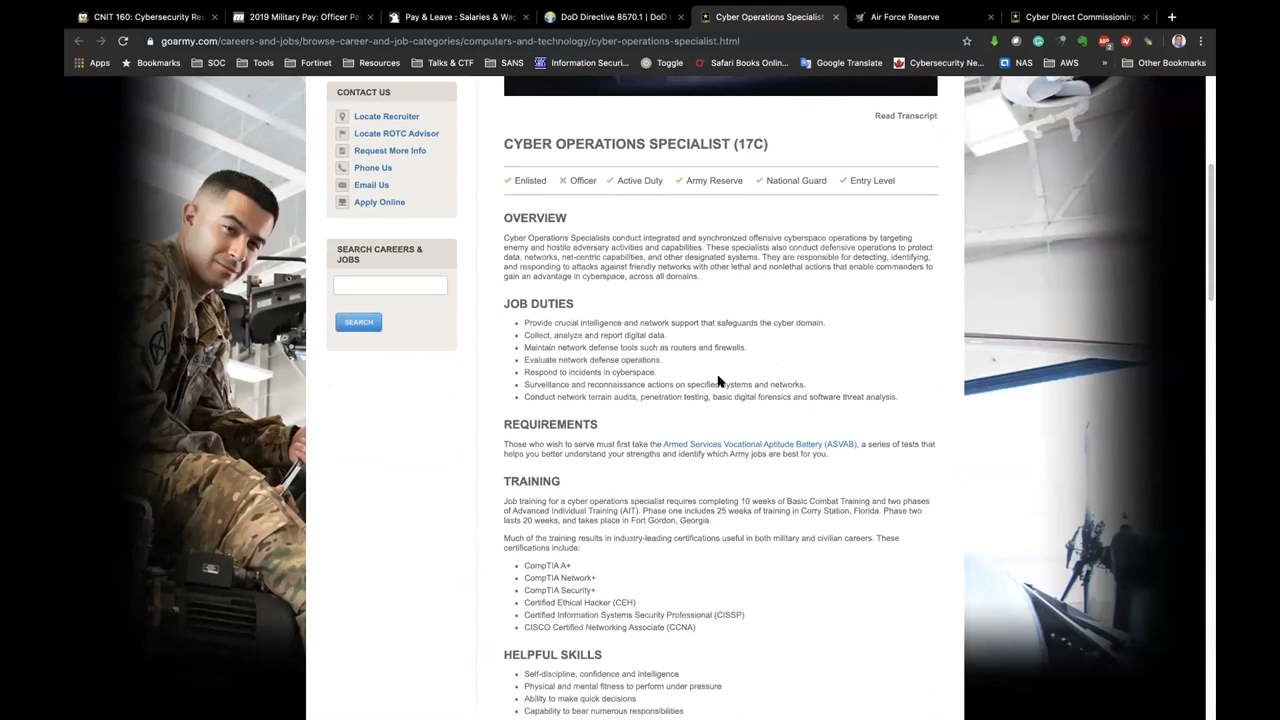 CNIT 160: Cybersecurity Res
2019 Military Pay: Officer Pa
Pay & Leave : Salaries & Wag
DoD Directive 8570.1 | DoD
Cyber Operations Specialist
Air Force Reserve
Cyber Direct Commissioning
goarmy.com/careers-and-jobs/browse-career-and-job-categories/computers-and-technology/cyber-operations-specialist.html
Apps
Bookmarks
SOC
Tools
Fortinet
Resources
Talks & CTF
SANS
Information Securi...
Toggle
Safari Books Onlin...
Google Translate
Cybersecurity New...
NAS
AWS
»
Other Bookmarks
CONTACT US
Locate Recruiter
Locate ROTC Advisor
Request More Info
Phone Us
Email Us
Apply Online
SEARCH CAREERS &
JOBS
SEARCH
Read Transcript
CYBER OPERATIONS SPECIALIST (17C)
Enlisted Officer Active Duty Army Reserve National Guard Entry Level
OVERVIEW
Cyber Operations Specialists conduct integrated and synchronized offensive cyberspace operations by targeting
enemy and hostile adversary activities and capabilities. These specialists also conduct defensive operations to protect
data, networks, net-centric capabilities, and other designated systems. They are responsible for detecting, identifying,
and responding to attacks against friendly networks with other lethal and nonlethal actions that enable commanders to
gain an advantage in cyberspace, across all domains.
JOB DUTIES
• Provide crucial intelligence and network support that safeguards the cyber domain.
• Collect, analyze and report digital data.
• Maintain network defense tools such as routers and firewalls.
• Evaluate network defense operations.
• Respond to incidents in cyberspace.
• Surveillance and reconnaissance actions on specified systems and networks.
• Conduct network terrain audits, penetration testing, basic digital forensics and software threat analysis.
REQUIREMENTS
Those who wish to serve must first take the Armed Services Vocational Aptitude Battery (ASVAB), a series of tests that
helps you better understand your strengths and identify which Army jobs are best for you.
TRAINING
Job training for a cyber operations specialist requires completing 10 weeks of Basic Combat Training and two phases
of Advanced Individual Training (AIT). Phase one includes 25 weeks of training in Corry Station, Florida. Phase two
lasts 20 weeks, and takes place in Fort Gordon, Georgia.
Much of the training results in industry-leading certifications useful in both military and civilian careers. These
certifications include:
• CompTIA A+
• CompTIA Network+
• CompTIA Security+
• Certified Ethical Hacker (CEH)
• Certified Information Systems Security Professional (CISSP)
• CISCO Certified Networking Associate (CCNA)
HELPFUL SKILLS
• Self-discipline, confidence and intelligence
• Physical and mental fitness to perform under pressure
• Ability to make quick decisions
• Capability to bear numerous responsibilities